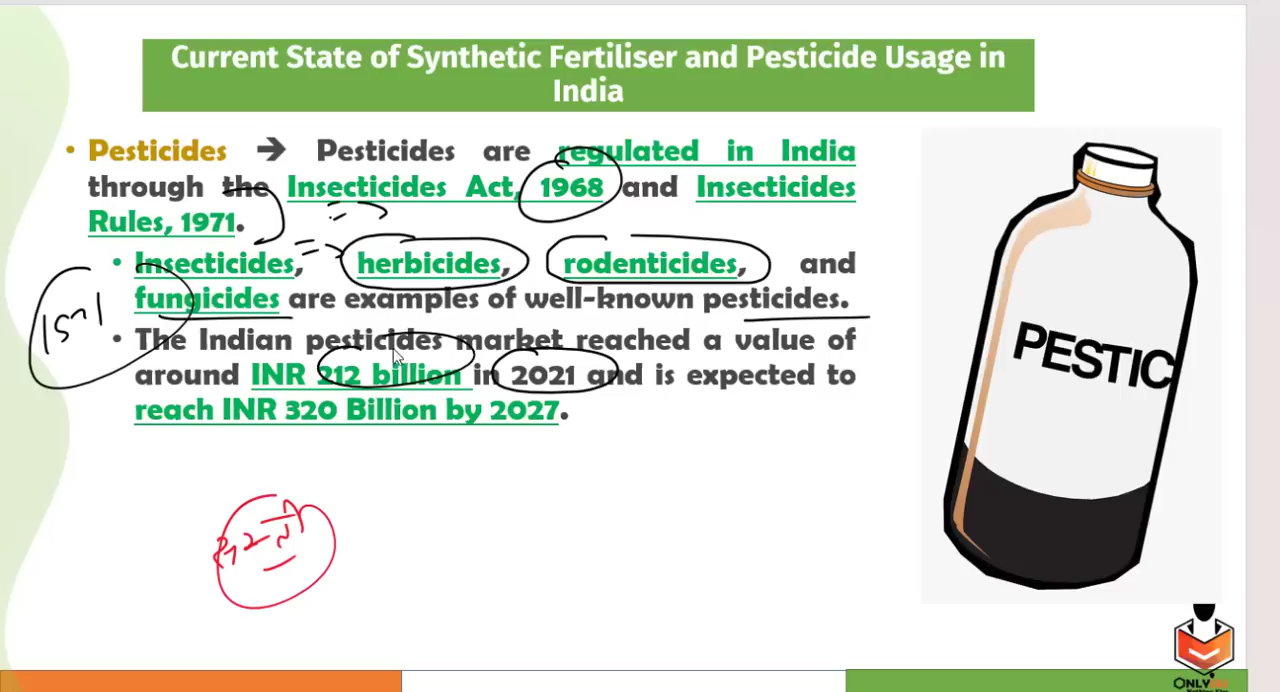 Current State of Synthetic Fertiliser and Pesticide Usage in
India
• Pesticides ➔ Pesticides are regulated in India
through the Insecticides Act, 1968 and Insecticides
Rules, 1971.
• Insecticides, herbicides, rodenticides, and
fungicides are examples of well-known pesticides.
• The Indian pesticides market reached a value of
around INR 212 billion in 2021 and is expected to
reach INR 320 Billion by 2027.
PESTIC